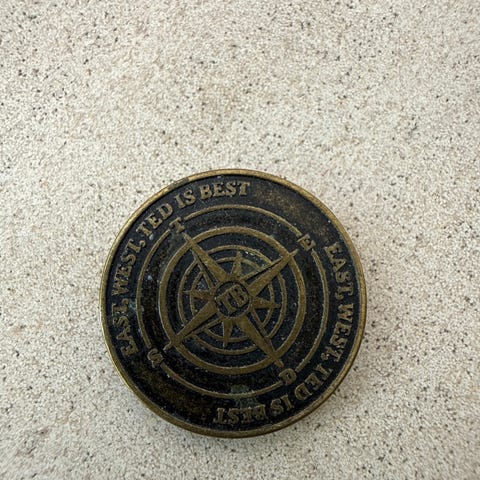 EAST, WEST, TED IS BEST
EAST, WEST, TED IS BEST
T
E
G
S
TB